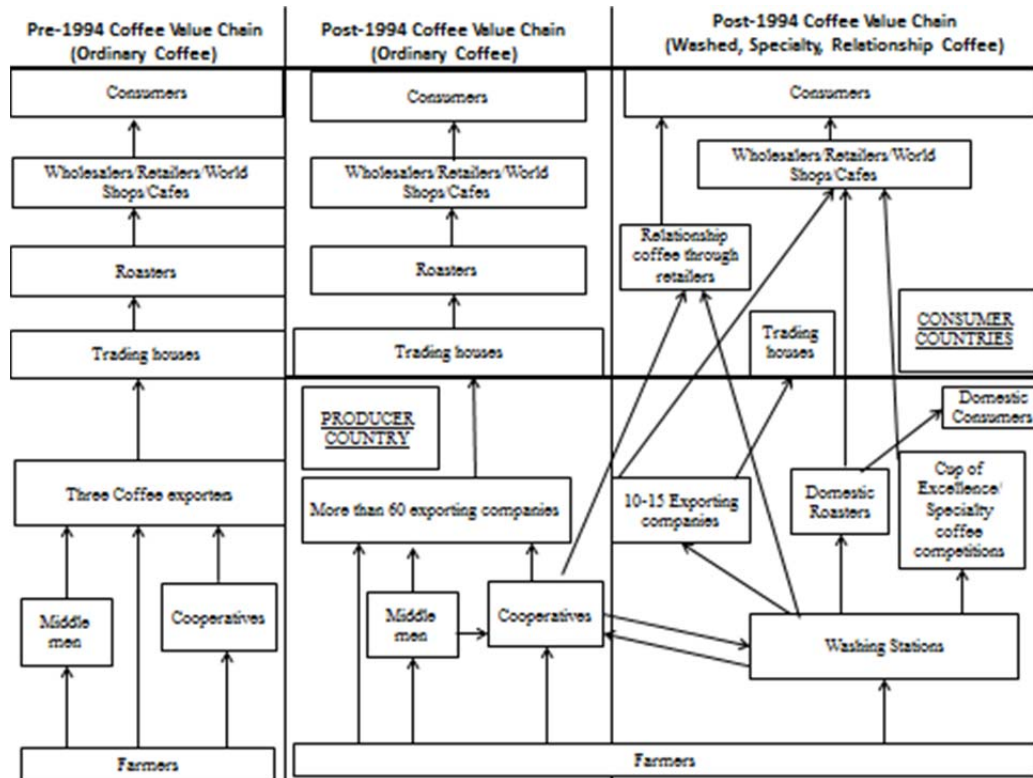 Pre-1994 Coffee Value Chain
(Ordinary Coffee)
Consumers
Wholesalers/Retailers/World
Shops/Cafes
Roasters
Trading houses
Three Coffee exporters
Middle
men
Cooperatives
Farmers
Post-1994 Coffee Value Chain
(Ordinary Coffee)
Consumers
Wholesalers/Retailers/World
Shops/Cafes
Roasters
Trading houses
PRODUCER
COUNTRY
More than 60 exporting companies
Middle
men
Cooperatives
Farmers
Post-1994 Coffee Value Chain
(Washed, Specialty, Relationship Coffee)
Consumers
Wholesalers/Retailers/World
Shops/Cafes
Relationship
coffee through
retailers
Trading
houses
CONSUMER
COUNTRIES
Domestic
Consumers
10-15 Exporting
companies
Domestic
Roasters
Cup of
Excellence/
Specialty
coffee
competitions
Washing Stations